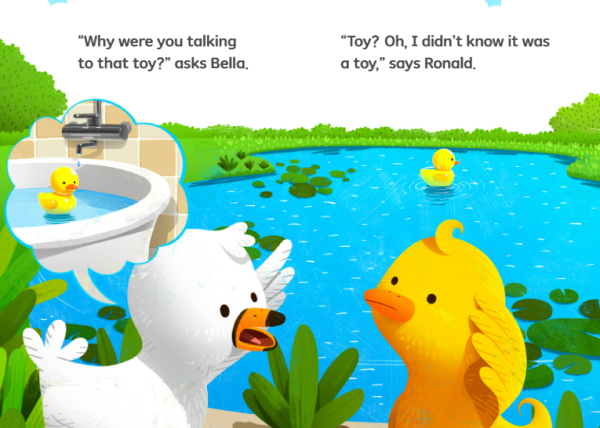 “Why were you talking
to that toy?” asks Bella.
“Toy? Oh, I didn’t know it was
a toy,” says Ronald.